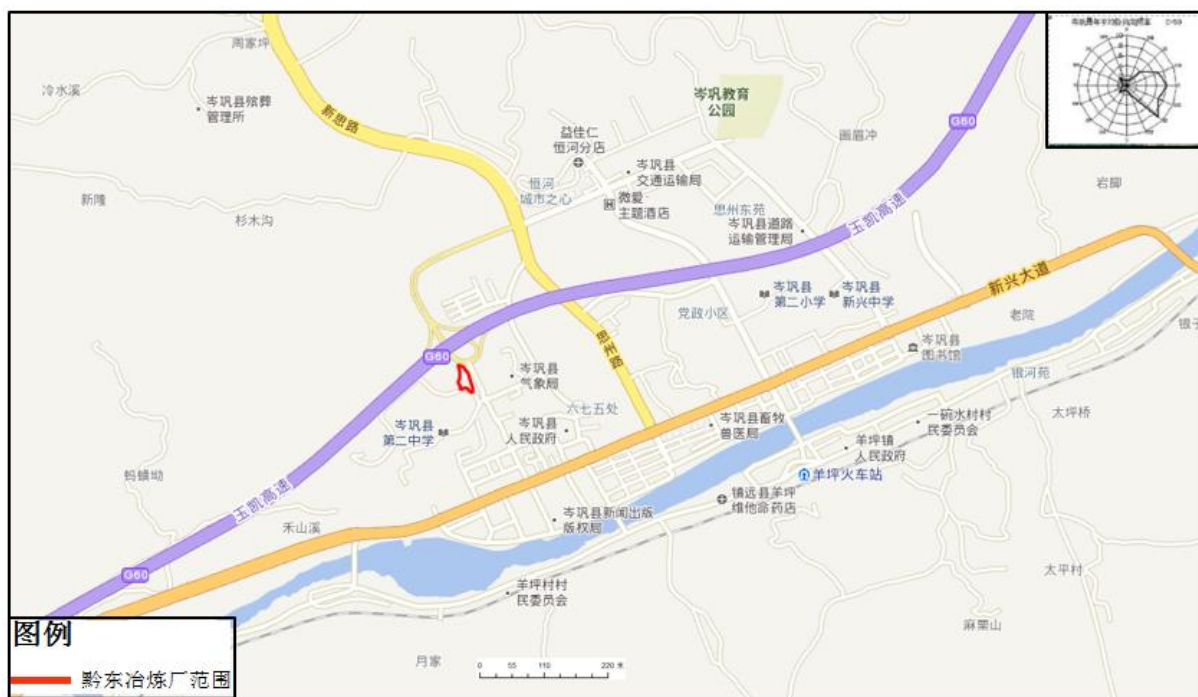 周家坪
冷水溪
岑巩县殡葬
管理所
新思路
岑巩教育
公园
G60
益佳仁
恒河分店
画眉冲
岑巩县
交通运输局
岩脚
恒河
城市之心
新隆
杉木沟
微爱
主题酒店
思州东苑
岑巩县道路
运输管理局
玉凯高速
新兴大道
岑巩县
第二小学
岑巩县
新兴中学
党政小区
老院
银子
思州路
岑巩县
图书馆
G60
岑巩县
气象局
银河苑
六七五处
太坪桥
岑巩县
第二中学
岑巩县
人民政府
岑巩县畜牧
兽医局
一碗水村村
民委员会
羊坪镇
人民政府
蚂蟥坳
羊坪火车站
玉凯高速
镇远县羊坪
维他命药店
禾山溪
岑巩县新闻出版
版权局
G60
太平村
羊坪村村
民委员会
麻栗山
月家
图例
黔东冶炼厂范围
0 55 110 220 米